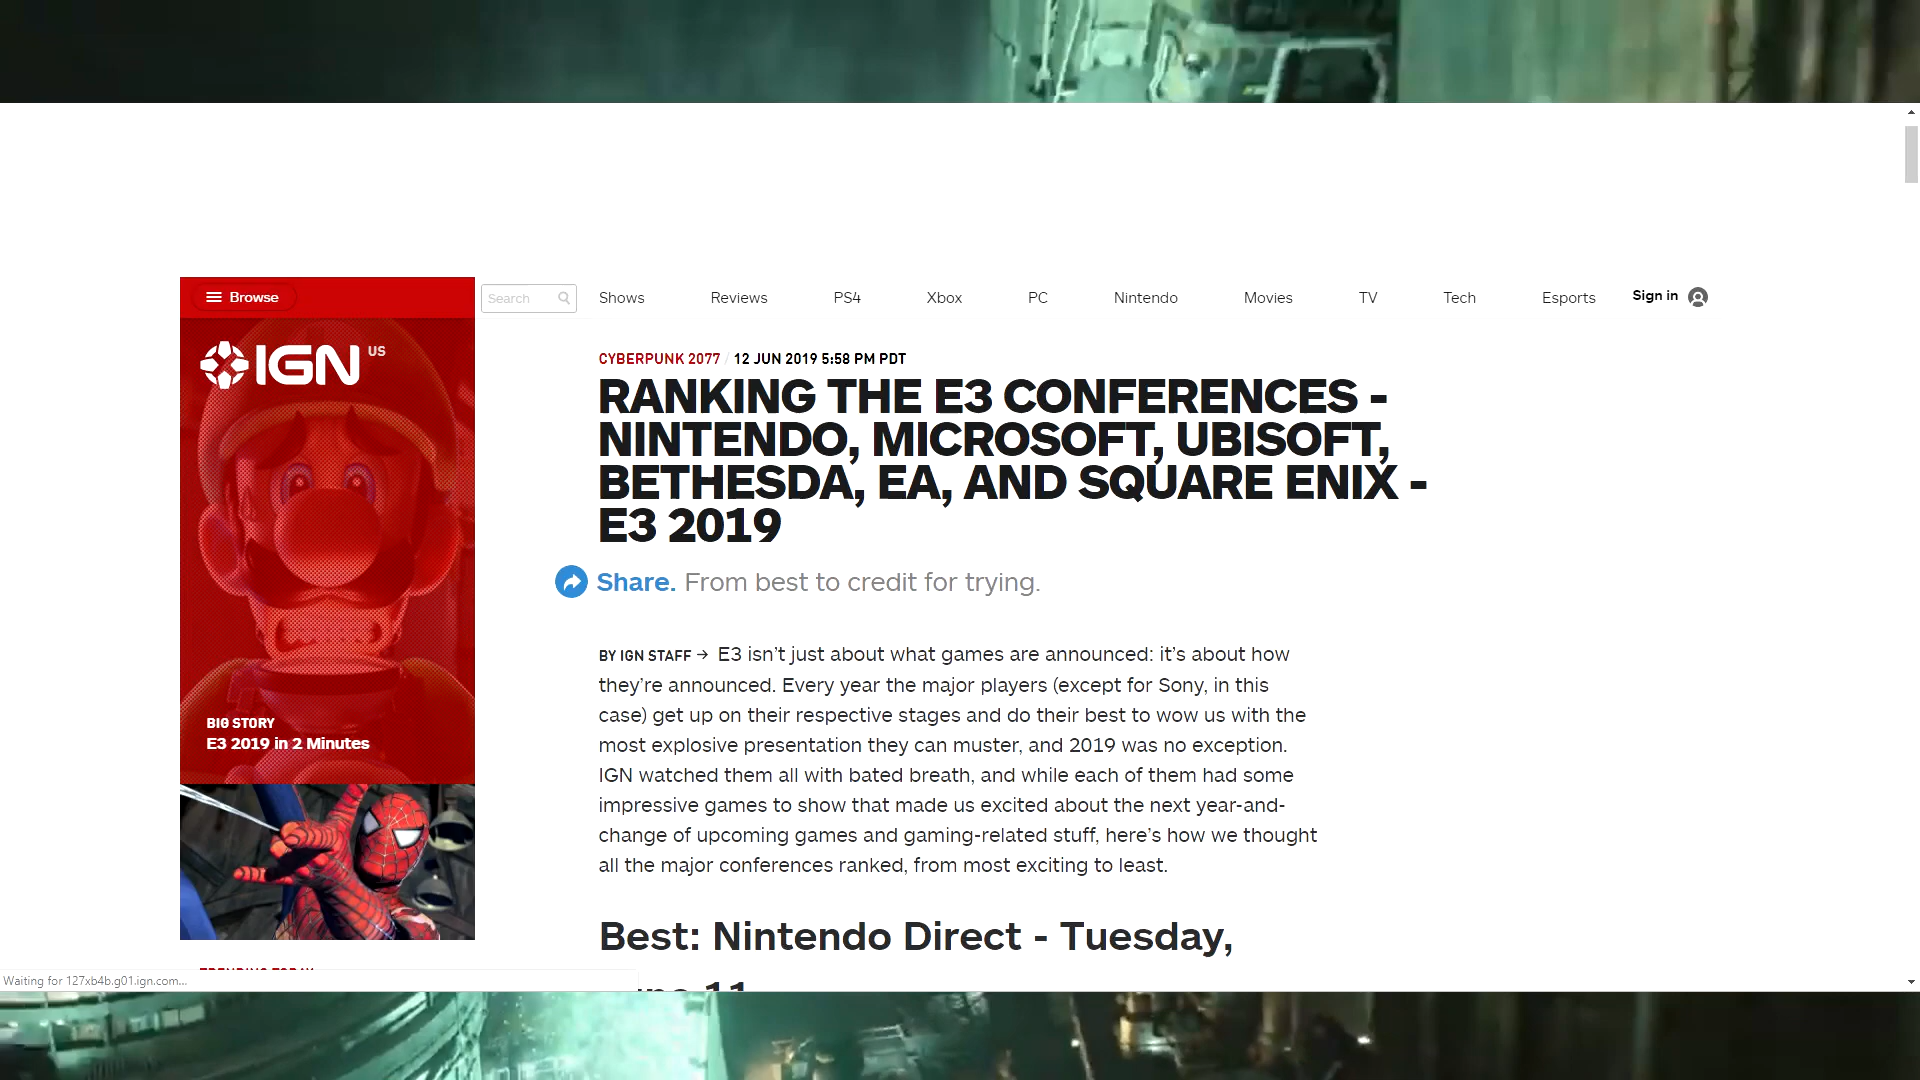 Browse
Search
Shows
Reviews
PS4
Xbox
PC
Nintendo
Movies
TV
Tech
Esports
Sign in
IGN US
BIG STORY
E3 2019 in 2 Minutes
TRENDING TODAY
CYBERPUNK 2077 / 12 JUN 2019 5:58 PM PDT
RANKING THE E3 CONFERENCES -
NINTENDO, MICROSOFT, UBISOFT,
BETHESDA, EA, AND SQUARE ENIX -
E3 2019
Share. From best to credit for trying.
BY IGN STAFF → E3 isn’t just about what games are announced: it’s about how
they’re announced. Every year the major players (except for Sony, in this
case) get up on their respective stages and do their best to wow us with the
most explosive presentation they can muster, and 2019 was no exception.
IGN watched them all with bated breath, and while each of them had some
impressive games to show that made us excited about the next year-and-
change of upcoming games and gaming-related stuff, here’s how we thought
all the major conferences ranked, from most exciting to least.
Best: Nintendo Direct - Tuesday,
June 11
Waiting for 127xb4b.g01.ign.com...